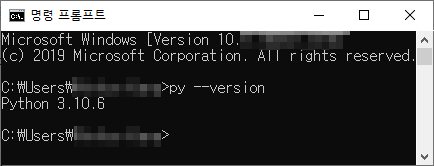 명령 프롬프트
Microsoft Windows [Version 10.
(c) 2019 Microsoft Corporation. All rights reserved.
C:₩Users₩ >py --version
Python 3.10.6
C:₩Users₩ >